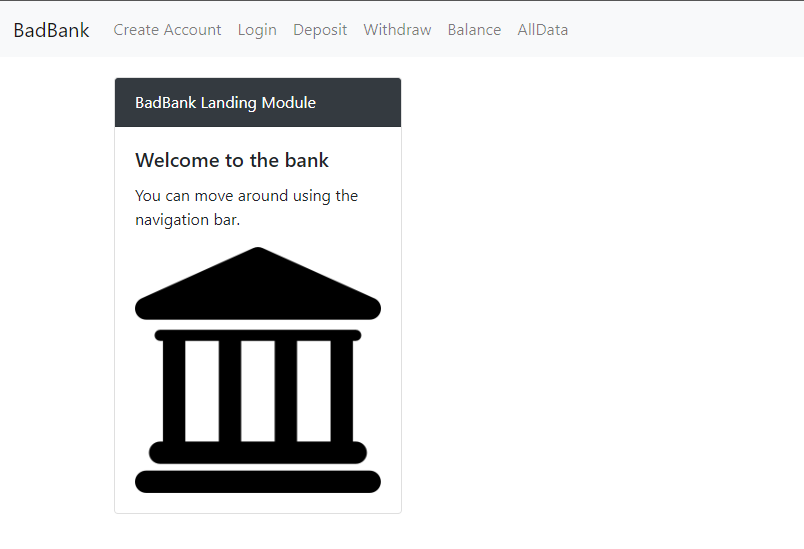 BadBank Create Account Login Deposit Withdraw Balance AllData
BadBank Landing Module
Welcome to the bank
You can move around using the
navigation bar.